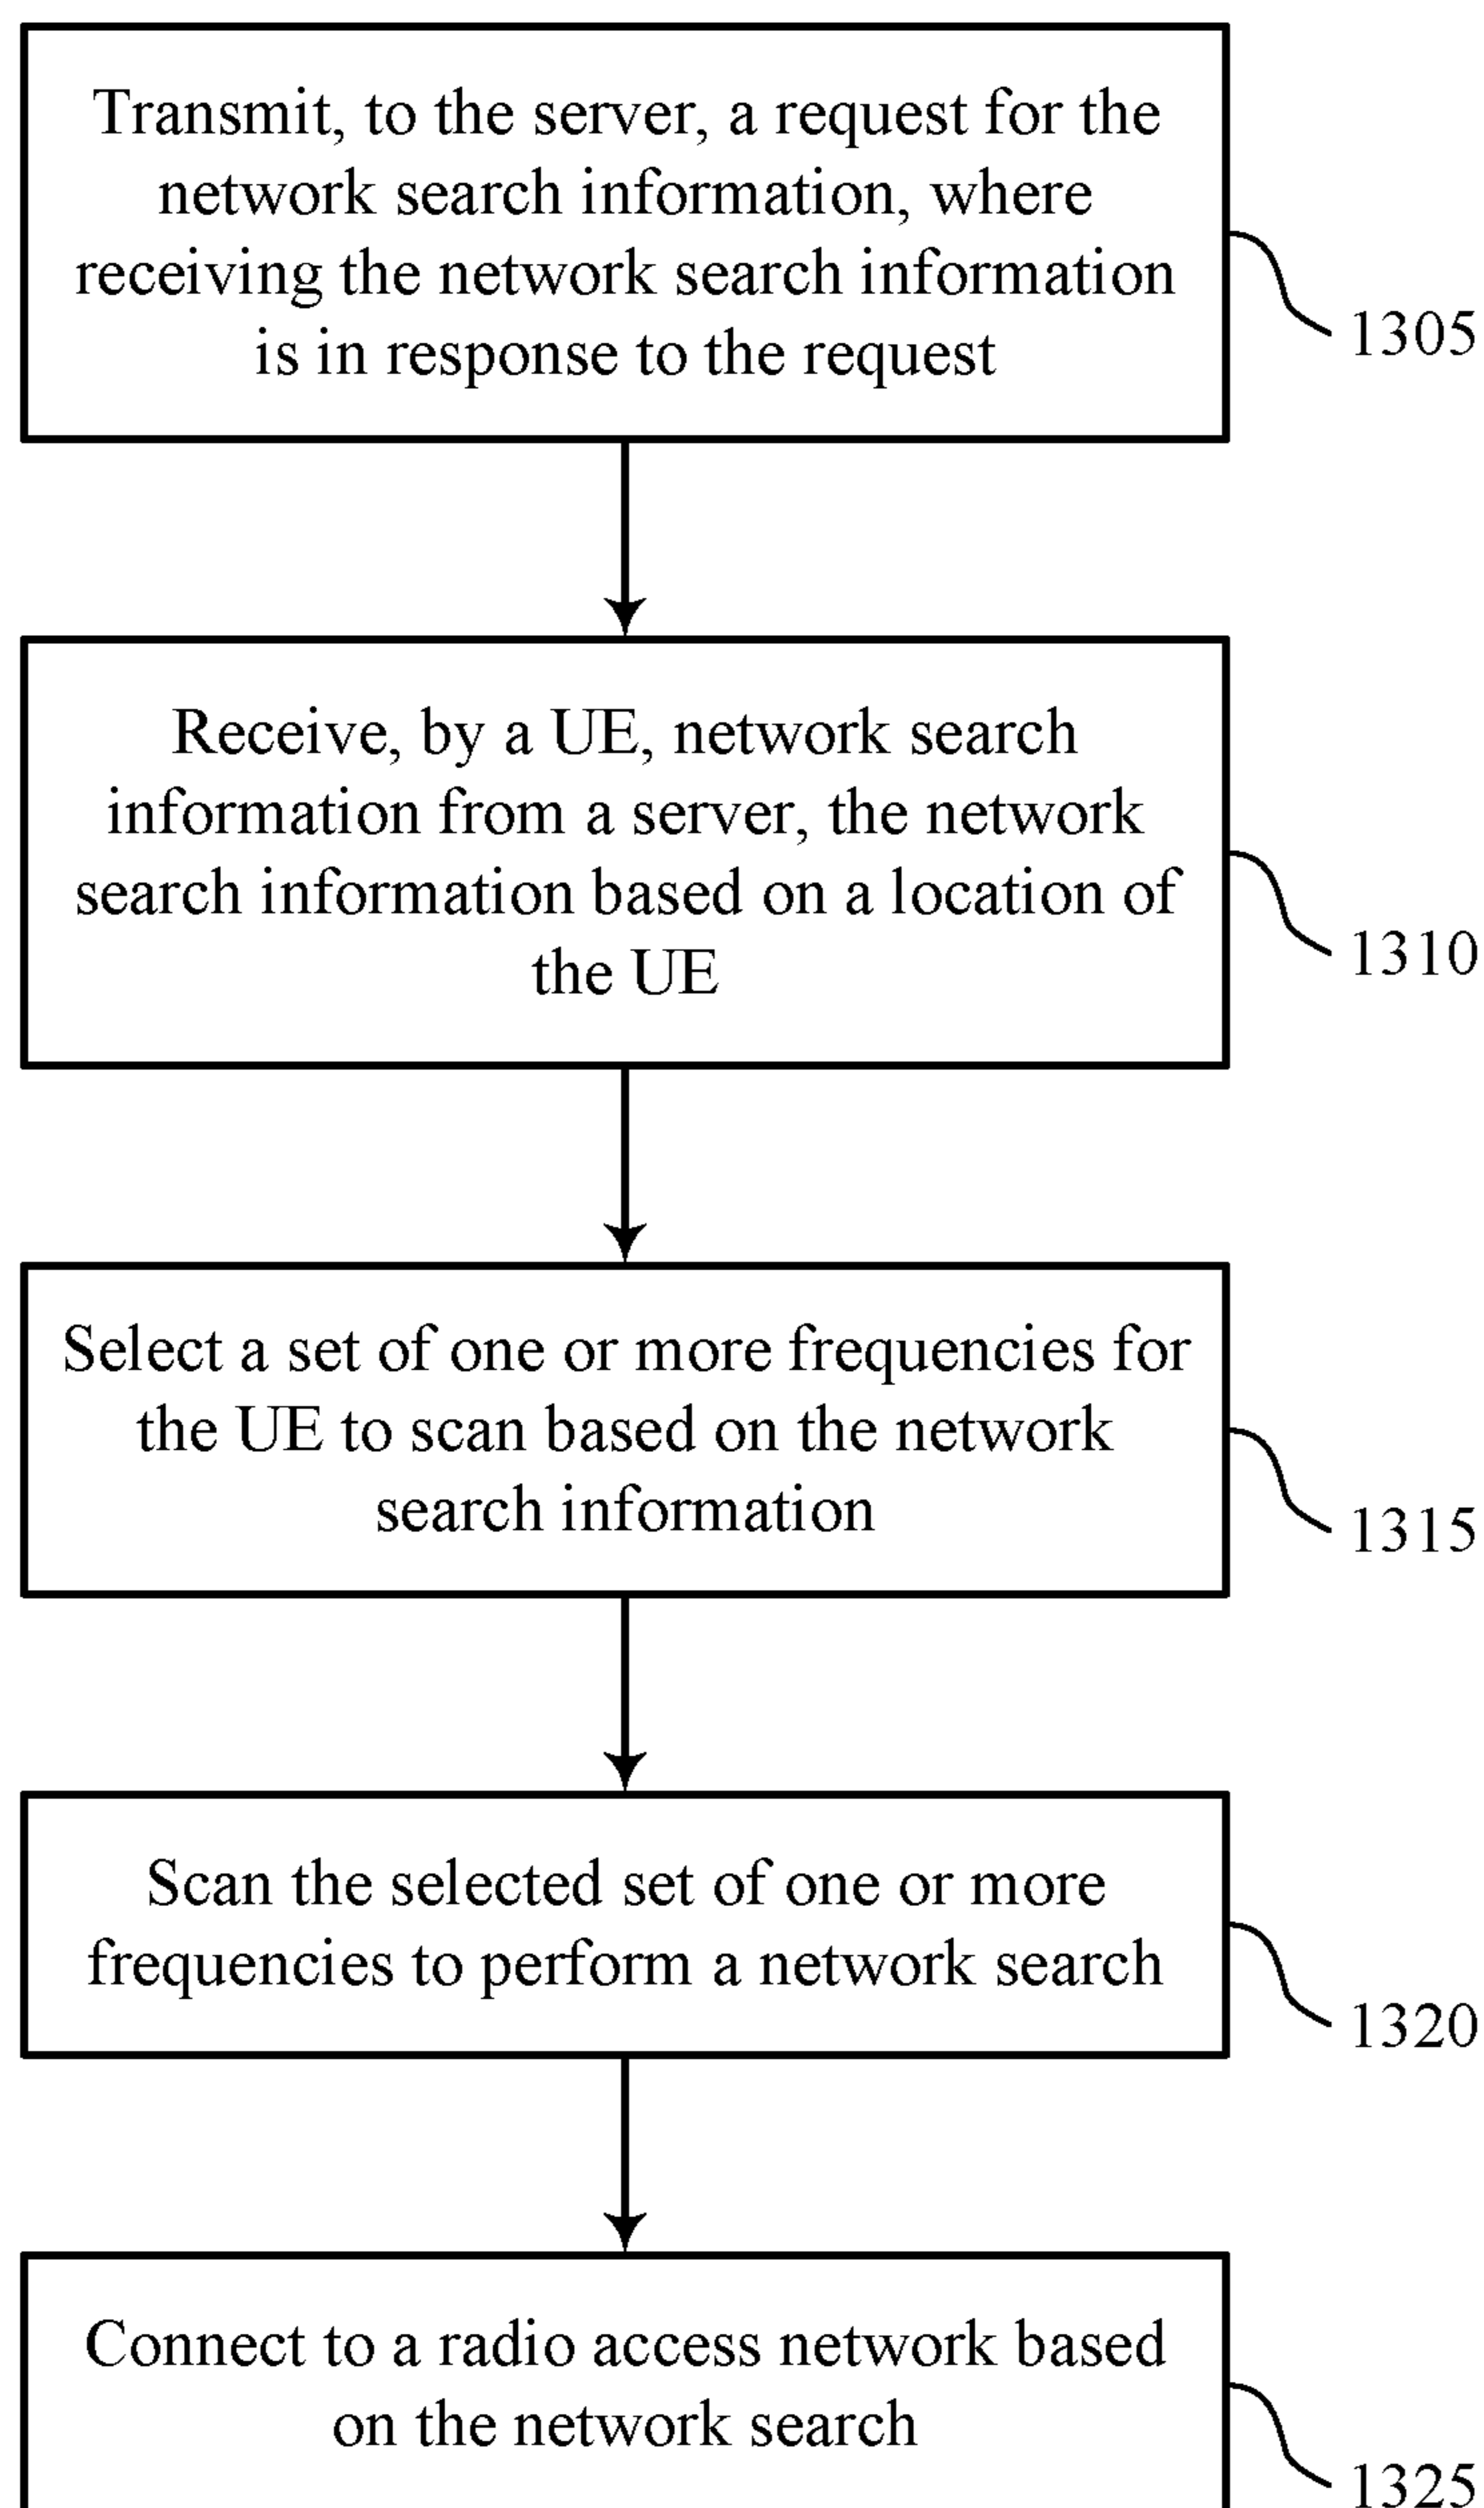 Transmit, to the server, a request for the
network search information, where
receiving the network search information
is in response to the request
1305
Receive, by a UE, network search
information from a server, the network
search information based on a location of
the UE
1310
Select a set of one or more frequencies for
the UE to scan based on the network
search information
1315
Scan the selected set of one or more
frequencies to perform a network search
1320
Connect to a radio access network based
on the network search
1325